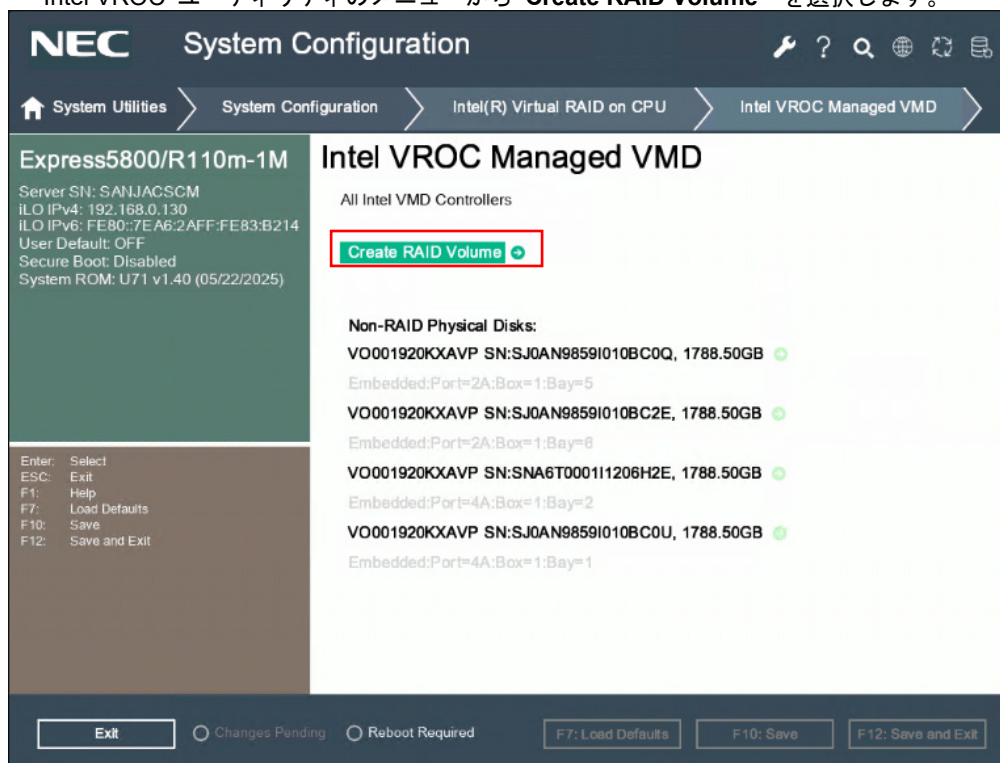 Intel VROC ユーティリティのメニューから"Create RAID Volume" を選択します。
NEC System Configuration
System Utilities System Configuration Intel(R) Virtual RAID on CPU Intel VROC Managed VMD
Express5800/R110m-1M
Server SN: SANJACSCM
iLO IPv4: 192.168.0.130
iLO IPv6: FE80::7EA6:2AFF:FE83:B214
User Default: OFF
Secure Boot: Disabled
System ROM: U71 v1.40 (05/22/2025)
Enter: Select
ESC: Exit
F1: Help
F7: Load Defaults
F10: Save
F12: Save and Exit
Intel VROC Managed VMD
All Intel VMD Controllers
Create RAID Volume
Non-RAID Physical Disks:
VO001920KXAVP SN:SJ0AN9859I010BC0Q, 1788.50GB
Embedded:Port=2A:Box=1:Bay=5
VO001920KXAVP SN:SJ0AN9859I010BC2E, 1788.50GB
Embedded:Port=2A:Box=1:Bay=6
VO001920KXAVP SN:SNA6T0001I1206H2E, 1788.50GB
Embedded:Port=4A:Box=1:Bay=2
VO001920KXAVP SN:SJ0AN9859I010BC0U, 1788.50GB
Embedded:Port=4A:Box=1:Bay=1
Exit Changes Pending Reboot Required F7: Load Defaults F10: Save F12: Save and Exit